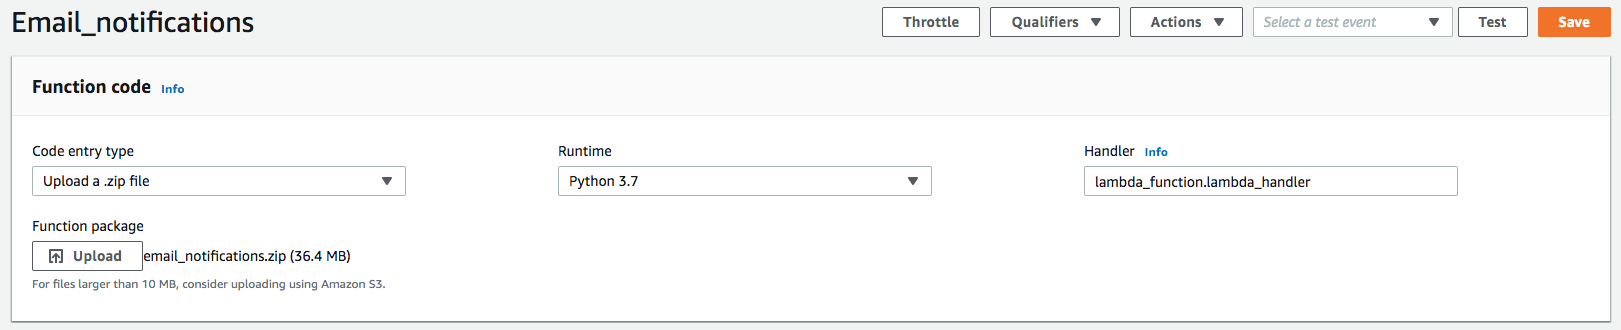 Email_notifications
Throttle
Qualifiers
Actions
Select a test event
Test
Save
Function code Info
Code entry type
Runtime
Handler Info
Upload a .zip file
Python 3.7
lambda_function.lambda_handler
Function package
Upload email_notifications.zip (36.4 MB)
For files larger than 10 MB, consider uploading using Amazon S3.